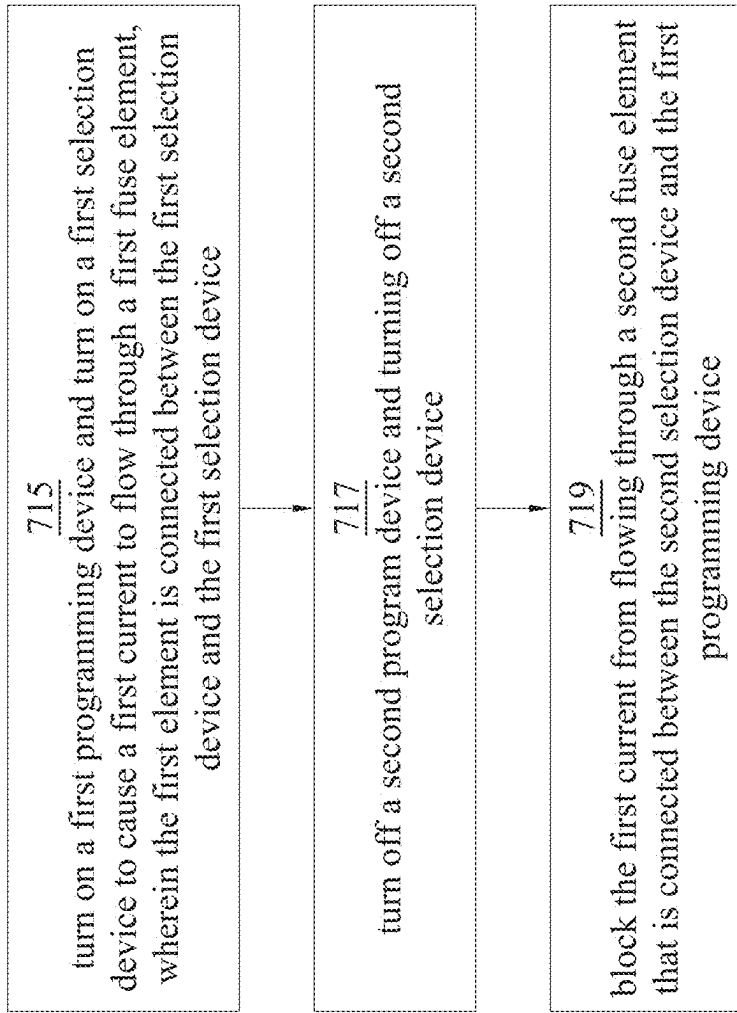 715
turn on a first programming device and turn on a first selection
device to cause a first current to flow through a first fuse element,
wherein the first element is connected between the first selection
device and the first selection device
717
turn off a second program device and turning off a second
selection device
719
block the first current from flowing through a second fuse element
that is connected between the second selection device and the first
programming device